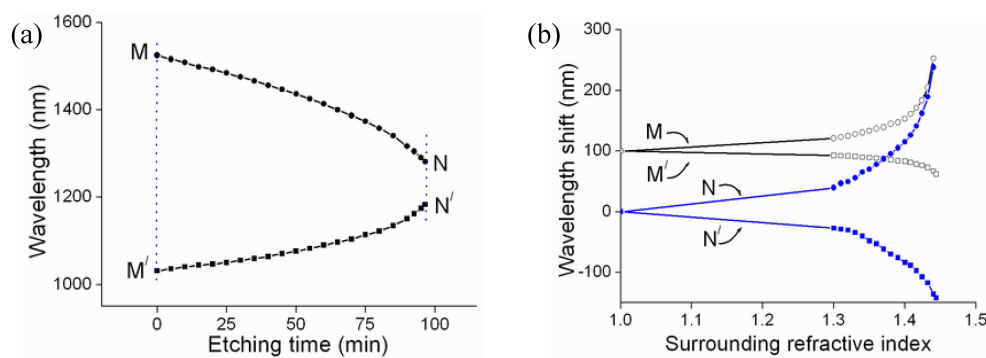 (a)
1600
1400
1200
1000
Wavelength (nm)
M
N
N/
M/
0
25
50
75
100
Etching time (min)
(b)
300
200
100
0
-100
Wavelength shift (nm)
M
M/
N
N/
1.0
1.1
1.2
1.3
1.4
1.5
Surrounding refractive index